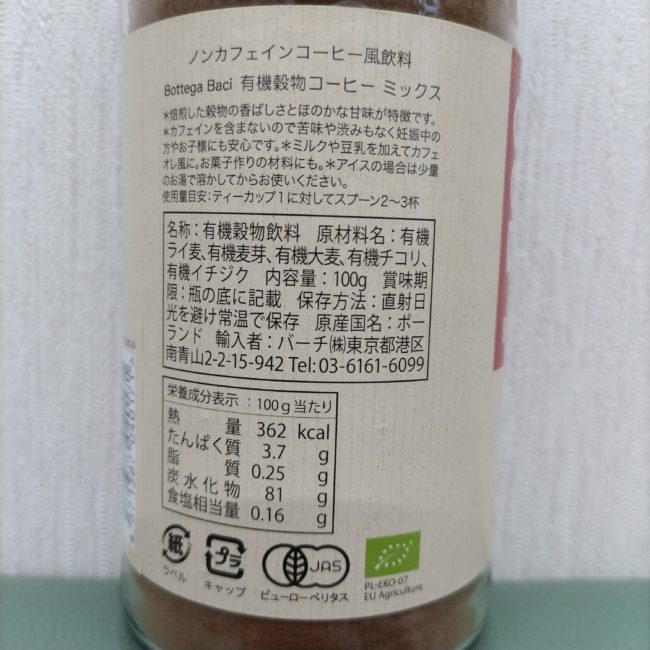 ノンカフェインコーヒー風飲料
Bottega Baci 有機穀物コーヒー ミックス
＊焙煎した穀物の香ばしさとほのかな甘味が特徴です。
＊カフェインを含まないので苦味や渋みもなく妊娠中の
方やお子様にも安心です。＊ミルクや豆乳を加えてカフェ
オレ風に。お菓子作りの材料にも。＊アイスの場合は少量
のお湯で溶かしてからお使いください。
使用量目安：ティーカップ1に対してスプーン2〜3杯
名称：有機穀物飲料 原材料名：有機
ライ麦、有機麦芽、有機大麦、有機チコリ、
有機イチジク 内容量：100g 賞味期
限：瓶の底に記載 保存方法：直射日
光を避け常温で保存 原産国名：ポー
ランド 輸入者：バーチ㈱東京都港区
南青山2-2-15-942 Tel:03-6161-6099
栄養成分表示 ：100g当たり
熱量 362 kcal
たんぱく質 3.7 g
脂質 0.25 g
炭水化物 81 g
食塩相当量 0.16 g
紙 プラ JAS
ラベル キャップ ビューローベリタス
PL-EKO-07
EU Agriculture